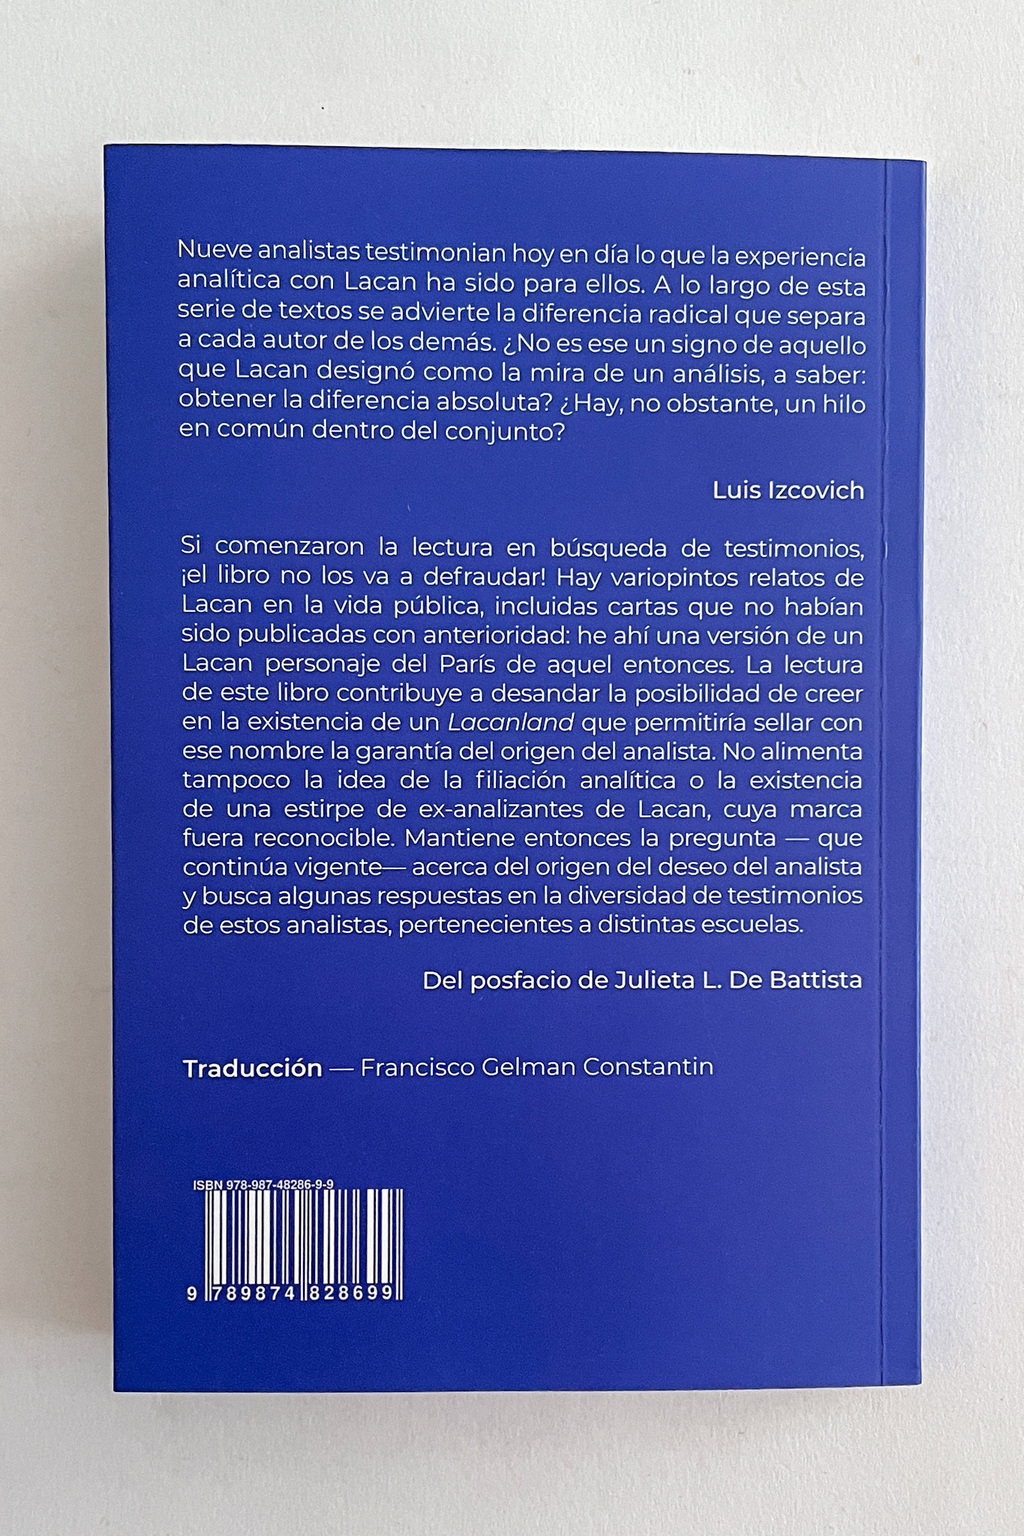 Nueve analistas testimonian hoy en día lo que la experiencia
analítica con Lacan ha sido para ellos. A lo largo de esta
serie de textos se advierte la diferencia radical que separa
a cada autor de los demás. ¿No es ese un signo de aquello
que Lacan designó como la mira de un análisis, a saber:
obtener la diferencia absoluta? ¿Hay, no obstante, un hilo
en común dentro del conjunto?
Luis Izcovich
Si comenzaron la lectura en búsqueda de testimonios,
¡el libro no los va a defraudar! Hay variopintos relatos de
Lacan en la vida pública, incluidas cartas que no habían
sido publicadas con anterioridad: he ahí una versión de un
Lacan personaje del París de aquel entonces. La lectura
de este libro contribuye a desandar la posibilidad de creer
en la existencia de un Lacanland que permitiría sellar con
ese nombre la garantía del origen del analista. No alimenta
tampoco la idea de la filiación analítica o la existencia
de una estirpe de ex-analizantes de Lacan, cuya marca
fuera reconocible. Mantiene entonces la pregunta — que
continúa vigente— acerca del origen del deseo del analista
y busca algunas respuestas en la diversidad de testimonios
de estos analistas, pertenecientes a distintas escuelas.
Del posfacio de Julieta L. De Battista
Traducción — Francisco Gelman Constantin
ISBN 978-987-48286-9-9
9 789874 828699